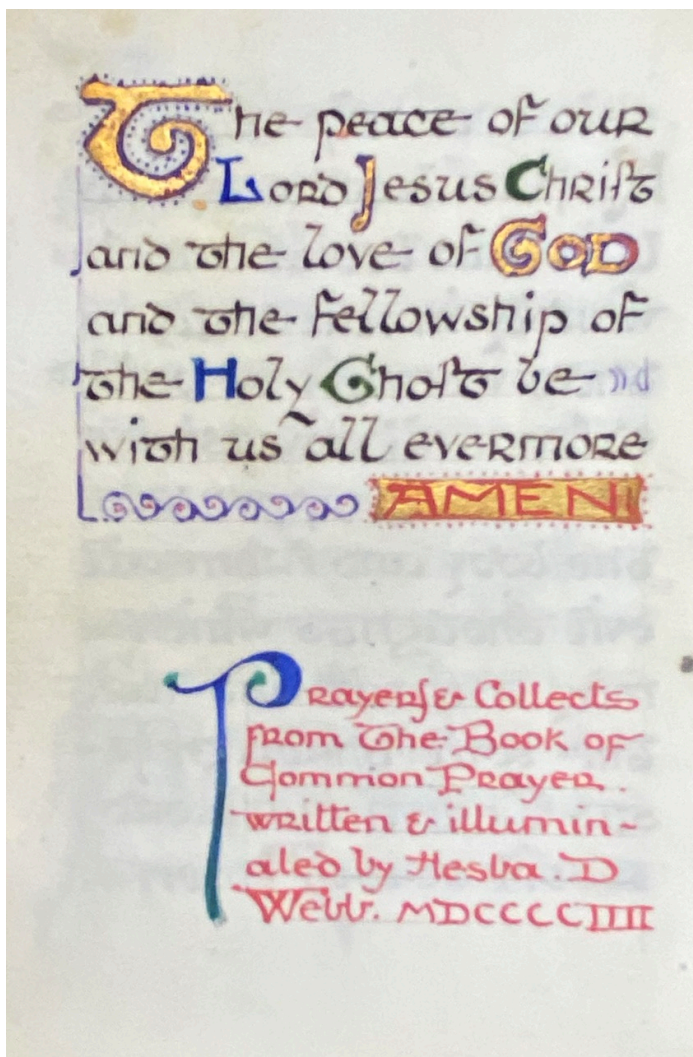 The peace of our
Lord Jesus Christ
and the love of GOD
and the fellowship of
the Holy Ghost be
with us all evermore
AMEN
Prayers & Collects
from The Book of
Common Prayer.
written & illumin-
ated by Hesba. D
Webb. MDCCCCIIII